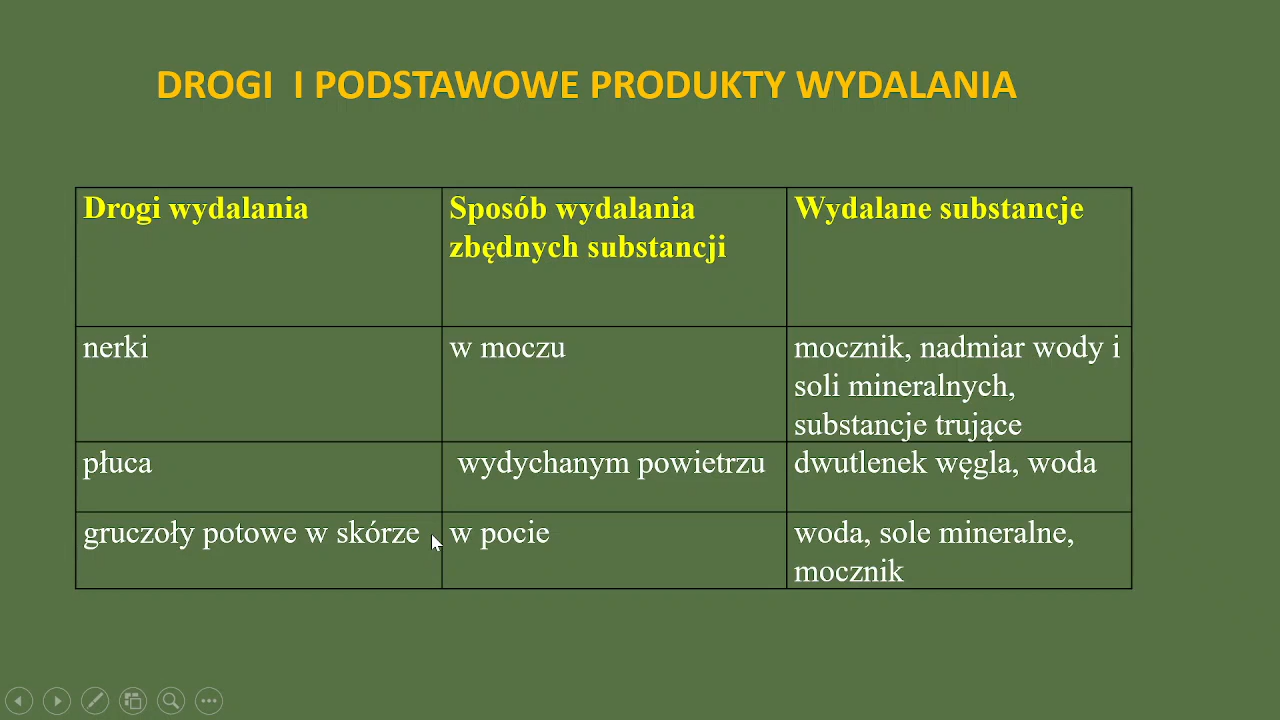 DROGI I PODSTAWOWE PRODUKTY WYDALANIA
Drogi wydalania
Sposób wydalania
zbędnych substancji
Wydalane substancje
nerki
w moczu
mocznik, nadmiar wody i
soli mineralnych,
substancje trujące
płuca
wydychanym powietrzu
dwutlenek węgla, woda
gruczoły potowe w skórze
w pocie
woda, sole mineralne,
mocznik